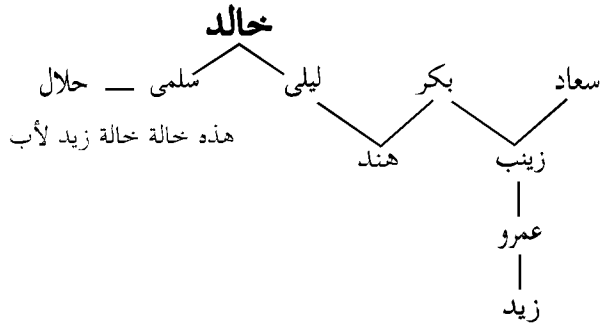 خالد
سعاد بكر ليلى سلمى — حلال
هذه خالة خالة زيد لأب
زينب هند
عمرو
زيد